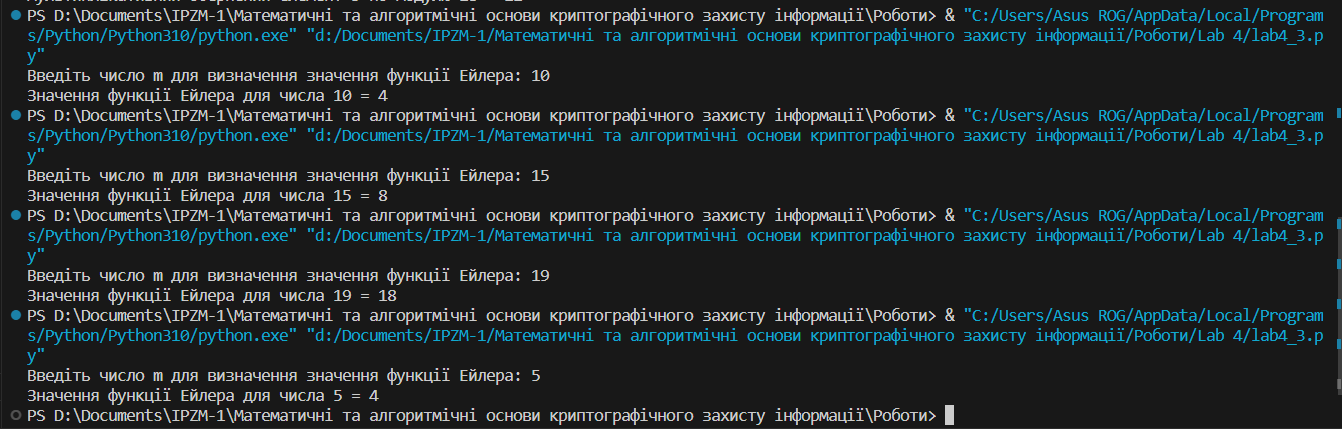 PS D:\Documents\IPZM-1\Математичні та алгоритмічні основи криптографічного захисту інформації\Роботи> & "C:/Users/Asus ROG/AppData/Local/Program
s/Python/Python310/python.exe" "d:/Documents/IPZM-1/Математичні та алгоритмічні основи криптографічного захисту інформації/Роботи/Lab 4/lab4_3.p
y"
Введіть число m для визначення значення функції Ейлера: 10
Значення функції Ейлера для числа 10 = 4
PS D:\Documents\IPZM-1\Математичні та алгоритмічні основи криптографічного захисту інформації\Роботи> & "C:/Users/Asus ROG/AppData/Local/Program
s/Python/Python310/python.exe" "d:/Documents/IPZM-1/Математичні та алгоритмічні основи криптографічного захисту інформації/Роботи/Lab 4/lab4_3.p
y"
Введіть число m для визначення значення функції Ейлера: 15
Значення функції Ейлера для числа 15 = 8
PS D:\Documents\IPZM-1\Математичні та алгоритмічні основи криптографічного захисту інформації\Роботи> & "C:/Users/Asus ROG/AppData/Local/Program
s/Python/Python310/python.exe" "d:/Documents/IPZM-1/Математичні та алгоритмічні основи криптографічного захисту інформації/Роботи/Lab 4/lab4_3.p
y"
Введіть число m для визначення значення функції Ейлера: 19
Значення функції Ейлера для числа 19 = 18
PS D:\Documents\IPZM-1\Математичні та алгоритмічні основи криптографічного захисту інформації\Роботи> & "C:/Users/Asus ROG/AppData/Local/Program
s/Python/Python310/python.exe" "d:/Documents/IPZM-1/Математичні та алгоритмічні основи криптографічного захисту інформації/Роботи/Lab 4/lab4_3.p
y"
Введіть число m для визначення значення функції Ейлера: 5
Значення функції Ейлера для числа 5 = 4
PS D:\Documents\IPZM-1\Математичні та алгоритмічні основи криптографічного захисту інформації\Роботи>